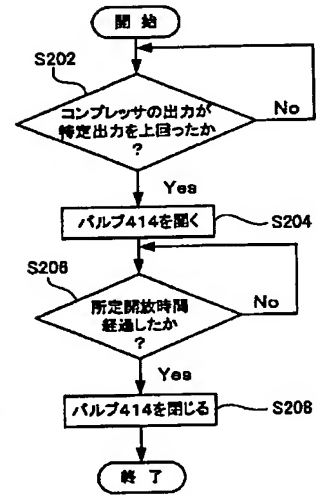 開始
S202
コンプレッサの出力が
特定出力を上回ったか
?
No
Yes
バルブ414を開く
S204
S206
所定開放時間
経過したか
?
No
Yes
バルブ414を閉じる
S208
終了